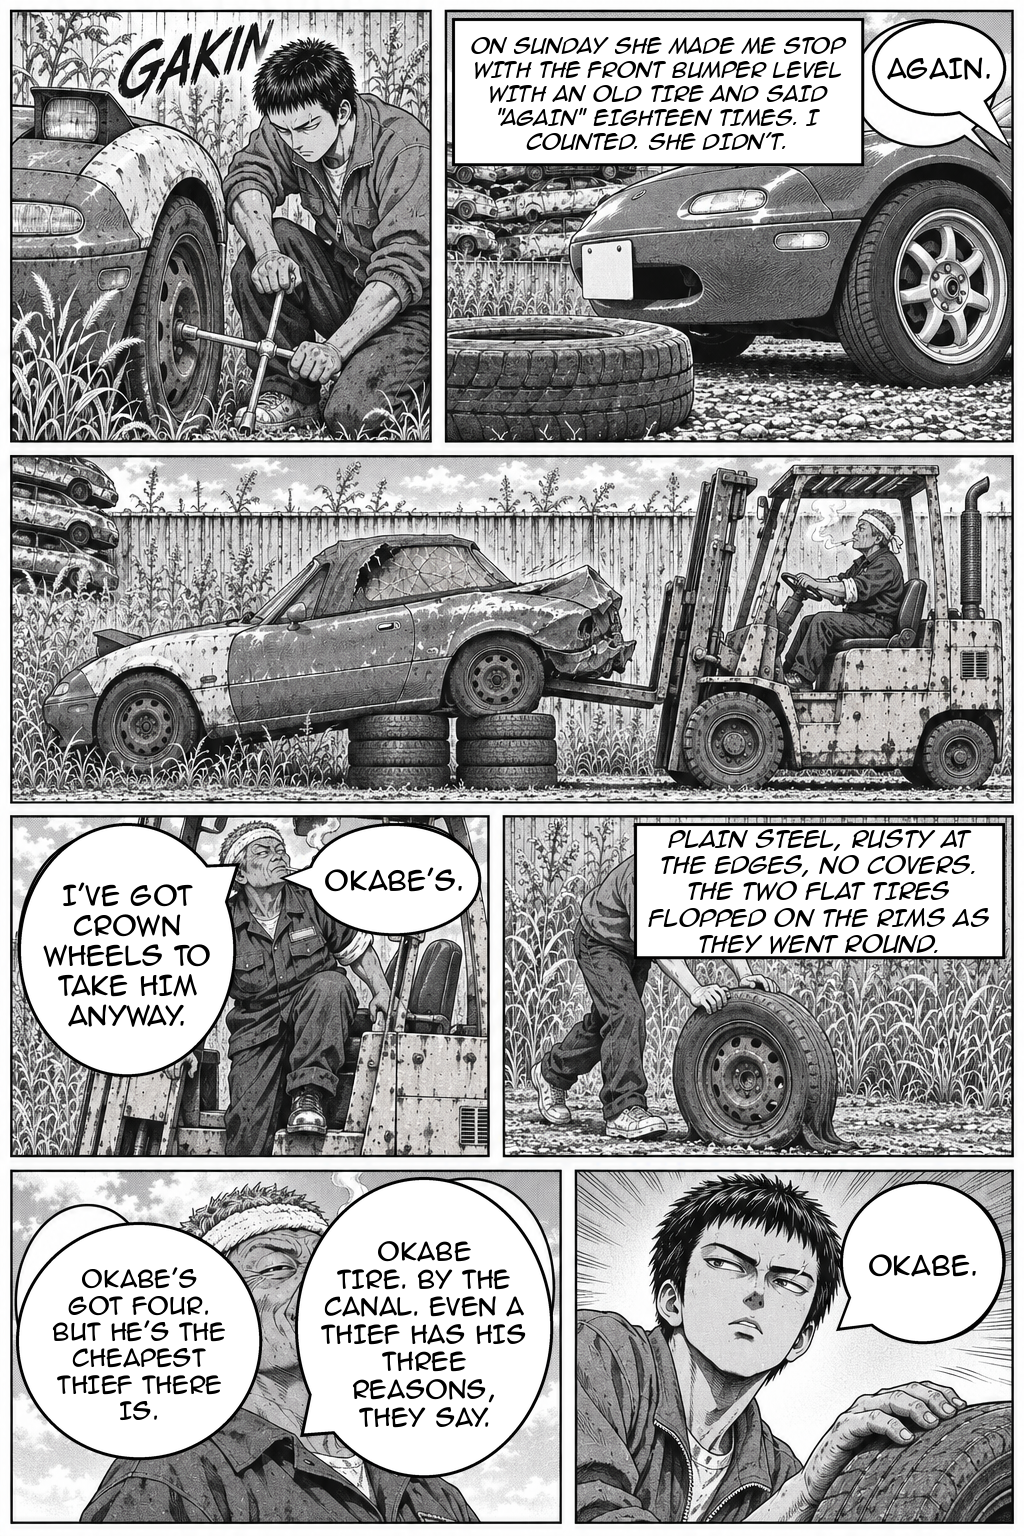 GAKIN
ON SUNDAY SHE MADE ME STOP
WITH THE FRONT BUMPER LEVEL
WITH AN OLD TIRE AND SAID
"AGAIN" EIGHTEEN TIMES. I
COUNTED. SHE DIDN'T.
AGAIN.
I'VE GOT
CROWN
WHEELS TO
TAKE HIM
ANYWAY.
OKABE'S.
PLAIN STEEL, RUSTY AT
THE EDGES, NO COVERS.
THE TWO FLAT TIRES
FLOPPED ON THE RIMS AS
THEY WENT ROUND.
OKABE'S
GOT FOUR.
BUT HE'S THE
CHEAPEST
THIEF THERE
IS.
OKABE
TIRE. BY THE
CANAL. EVEN A
THIEF HAS HIS
THREE
REASONS,
THEY SAY.
OKABE.